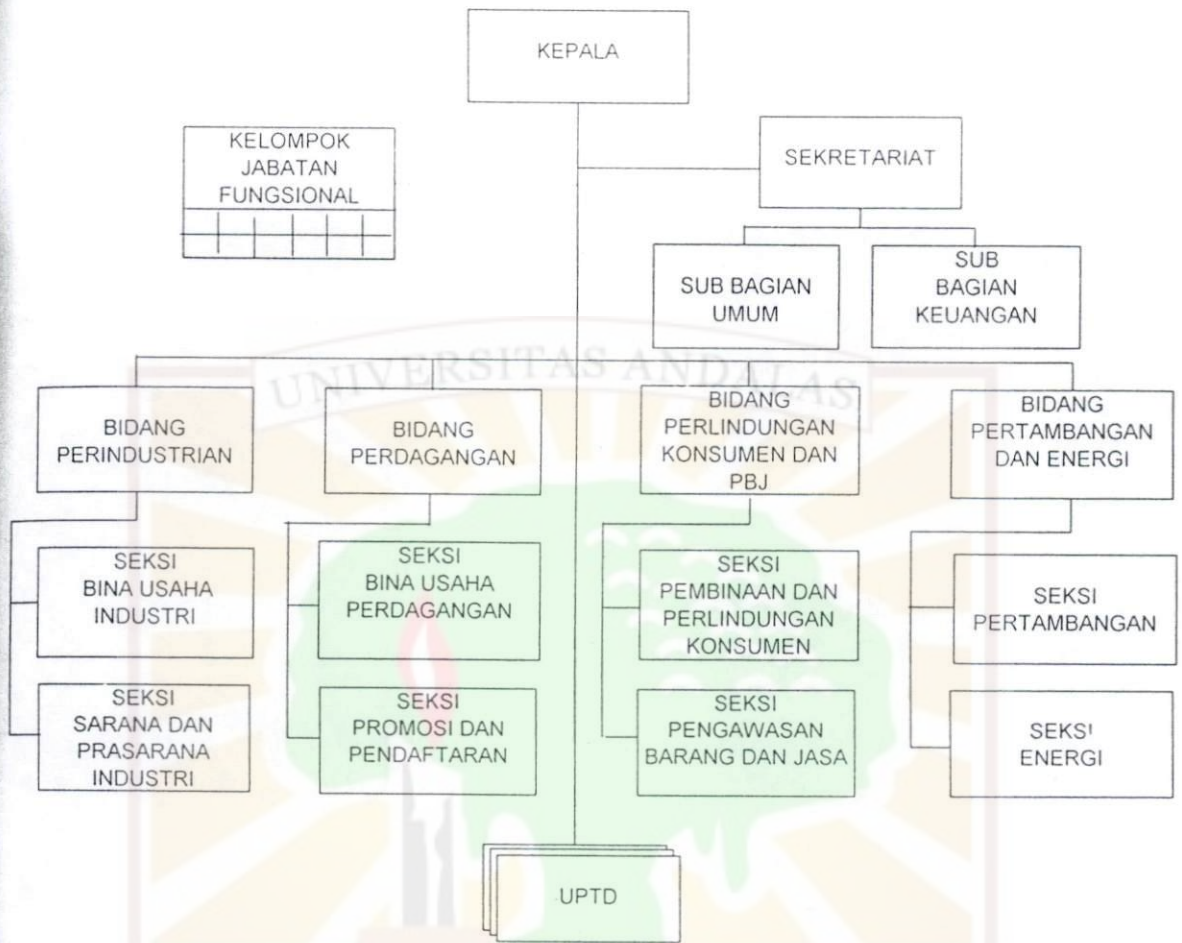 KEPALA
KELOMPOK
JABATAN
FUNGSIONAL
SEKRETARIAT
SUB BAGIAN
UMUM
SUB
BAGIAN
KEUANGAN
UNIVERSITAS ANDALAS
BIDANG
PERINDUSTRIAN
BIDANG
PERDAGANGAN
BIDANG
PERLINDUNGAN
KONSUMEN DAN
PBJ
BIDANG
PERTAMBANGAN
DAN ENERGI
SEKSI
BINA USAHA
INDUSTRI
SEKSI
BINA USAHA
PERDAGANGAN
SEKSI
PEMBINAAN DAN
PERLINDUNGAN
KONSUMEN
SEKSI
PERTAMBANGAN
SEKSI
SARANA DAN
PRASARANA
INDUSTRI
SEKSI
PROMOSI DAN
PENDAFTARAN
SEKSI
PENGAWASAN
BARANG DAN JASA
SEKSI
ENERGI
UPTD